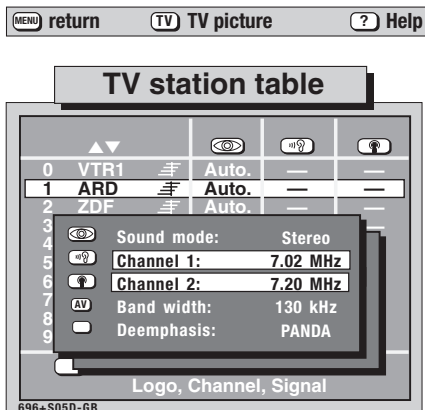 MENU return TV TV picture ? Help
TV station table
0 VTR1 Auto. — —
1 ARD Auto. — —
2 ZDF Auto.
3
4 Sound mode: Stereo
5 Channel 1: 7.02 MHz
6 Channel 2: 7.20 MHz
7 AV Band width: 130 kHz
8
9 Deemphasis: PANDA
Logo, Channel, Signal
696+S05D-GB